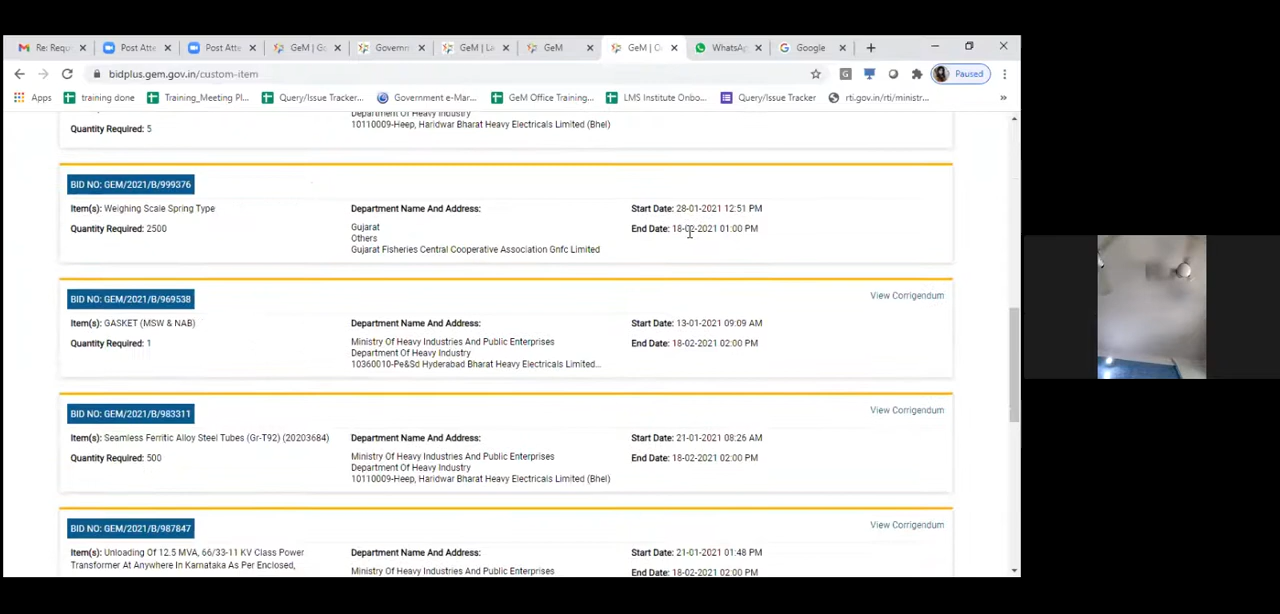 Re: Requ
Post Atte
Post Atte
GeM | G
Governm
GeM | L
GeM
GeM | C
WhatsAp
Google
bidplus.gem.gov.in/custom-item
Paused
Apps
training done
Training_Meeting Pl...
Query/Issue Tracker...
Government e-Mar...
GeM Office Training...
LMS Institute Onbo...
Query/Issue Tracker
rti.gov.in/rti/ministr...
»
Department Of Heavy Industry
Quantity Required: 5
10110009-Heep, Haridwar Bharat Heavy Electricals Limited (Bhel)
BID NO: GEM/2021/B/999376
Item(s): Weighing Scale Spring Type
Department Name And Address:
Start Date: 28-01-2021 12:51 PM
Quantity Required: 2500
Gujarat
End Date: 18-02-2021 01:00 PM
Others
Gujarat Fisheries Central Cooperative Association Gnfc Limited
BID NO: GEM/2021/B/969538
View Corrigendum
Item(s): GASKET (MSW & NAB)
Department Name And Address:
Start Date: 13-01-2021 09:09 AM
Quantity Required: 1
Ministry Of Heavy Industries And Public Enterprises
End Date: 18-02-2021 02:00 PM
Department Of Heavy Industry
10360010-Pe&Sd Hyderabad Bharat Heavy Electricals Limited...
BID NO: GEM/2021/B/983311
View Corrigendum
Item(s): Seamless Ferritic Alloy Steel Tubes (Gr-T92) (20203684)
Department Name And Address:
Start Date: 21-01-2021 08:26 AM
Quantity Required: 500
Ministry Of Heavy Industries And Public Enterprises
End Date: 18-02-2021 02:00 PM
Department Of Heavy Industry
10110009-Heep, Haridwar Bharat Heavy Electricals Limited (Bhel)
BID NO: GEM/2021/B/987847
View Corrigendum
Item(s): Unloading Of 12.5 MVA, 66/33-11 KV Class Power
Transformer At Anywhere In Karnataka As Per Enclosed,
Department Name And Address:
Start Date: 21-01-2021 01:48 PM
Ministry Of Heavy Industries And Public Enterprises
End Date: 18-02-2021 02:00 PM